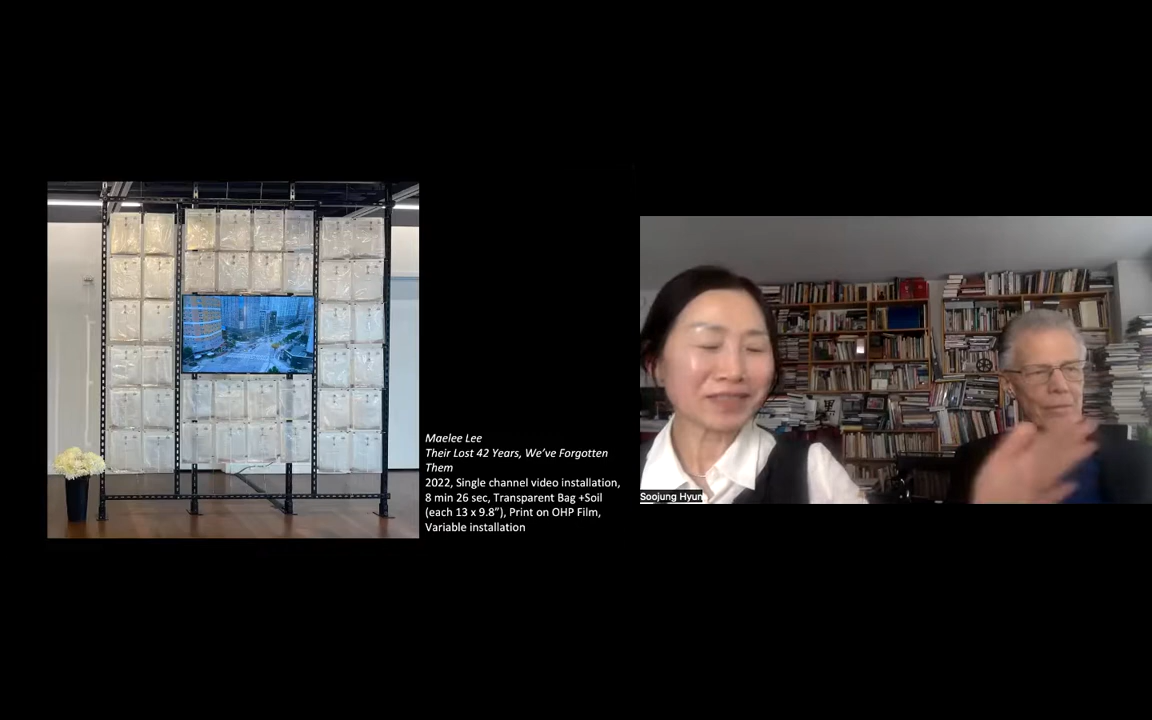 Maelee Lee
Their Lost 42 Years, We've Forgotten
Them
2022, Single channel video installation,
8 min 26 sec, Transparent Bag +Soil
(each 13 x 9.8"), Print on OHP Film,
Variable installation
Soojung Hyun